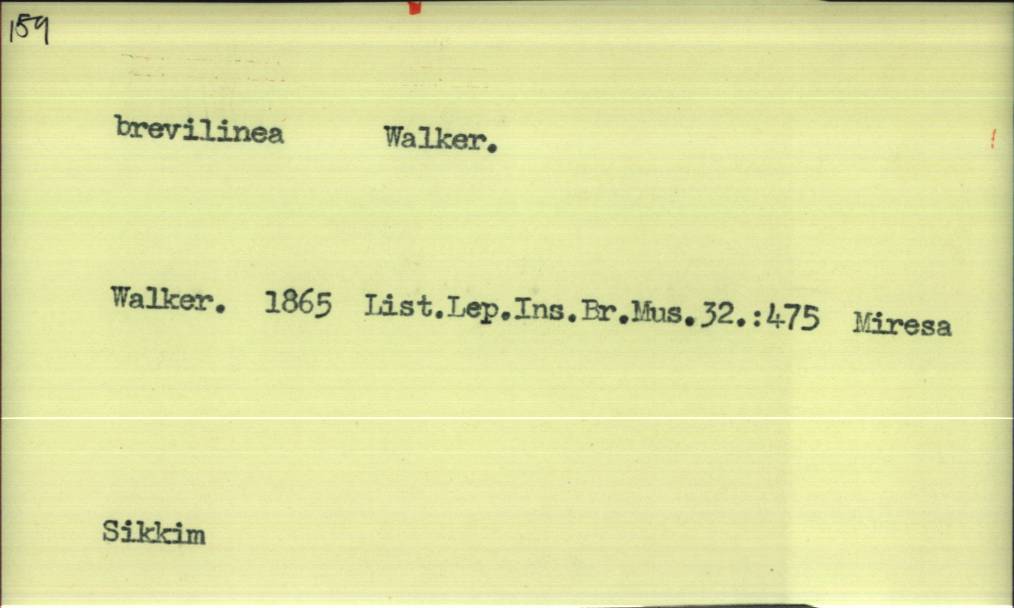 159
brevilinea Walker.
Walker. 1865 List.Lep.Ins.Br.Mus.32.:475 Miresa
Sikkim